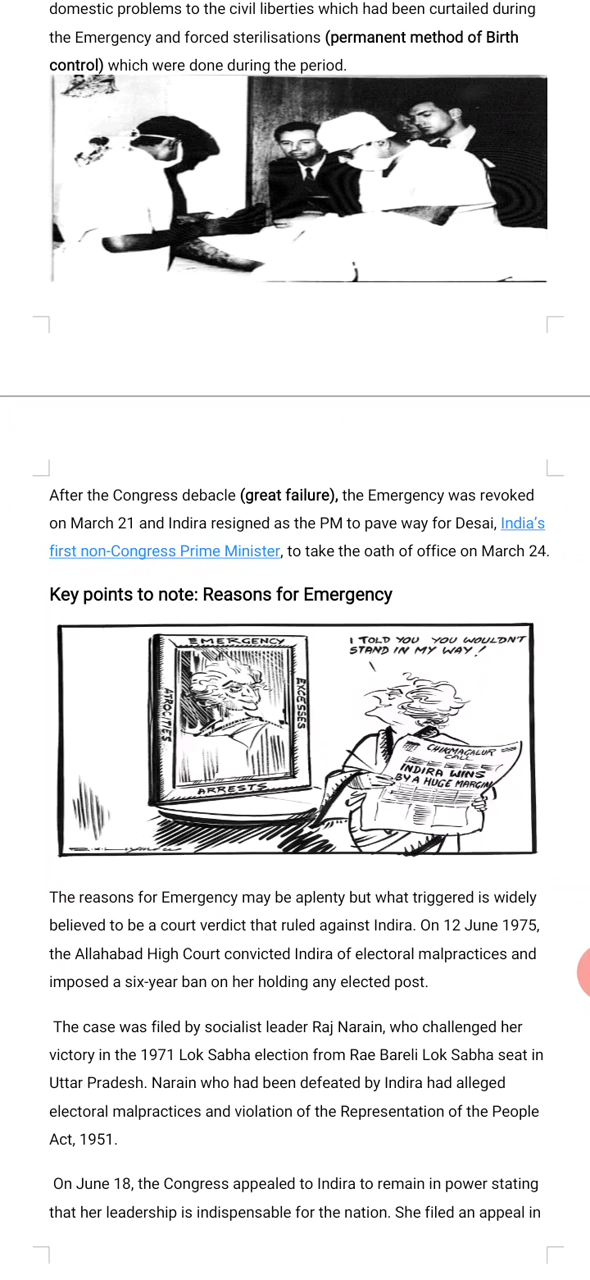 domestic problems to the civil liberties which had been curtailed during
the Emergency and forced sterilisations (permanent method of Birth
control) which were done during the period.
After the Congress debacle (great failure), the Emergency was revoked
on March 21 and Indira resigned as the PM to pave way for Desai, India’s
first non-Congress Prime Minister, to take the oath of office on March 24.
Key points to note: Reasons for Emergency
EMERGENCY
ATROCITIES
EXCESSES
ARRESTS
I TOLD YOU YOU WOULDN'T
STAND IN MY WAY!
CHIKMAGALUR
CALL
INDIRA WINS
BY A HUGE MARGIN
The reasons for Emergency may be aplenty but what triggered is widely
believed to be a court verdict that ruled against Indira. On 12 June 1975,
the Allahabad High Court convicted Indira of electoral malpractices and
imposed a six-year ban on her holding any elected post.
The case was filed by socialist leader Raj Narain, who challenged her
victory in the 1971 Lok Sabha election from Rae Bareli Lok Sabha seat in
Uttar Pradesh. Narain who had been defeated by Indira had alleged
electoral malpractices and violation of the Representation of the People
Act, 1951.
On June 18, the Congress appealed to Indira to remain in power stating
that her leadership is indispensable for the nation. She filed an appeal in